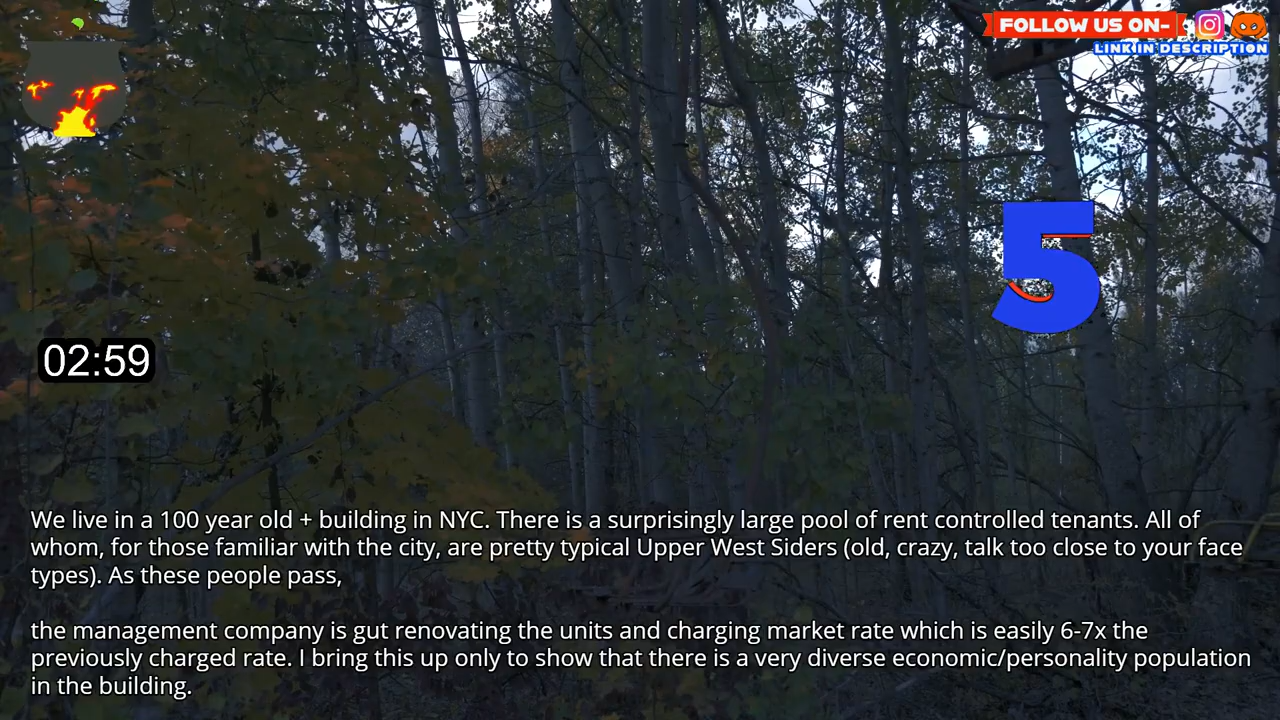 FOLLOW US ON-
LINK IN DESCRIPTION
5
02:59
We live in a 100 year old + building in NYC. There is a surprisingly large pool of rent controlled tenants. All of
whom, for those familiar with the city, are pretty typical Upper West Siders (old, crazy, talk too close to your face
types). As these people pass,
the management company is gut renovating the units and charging market rate which is easily 6-7x the
previously charged rate. I bring this up only to show that there is a very diverse economic/personality population
in the building.